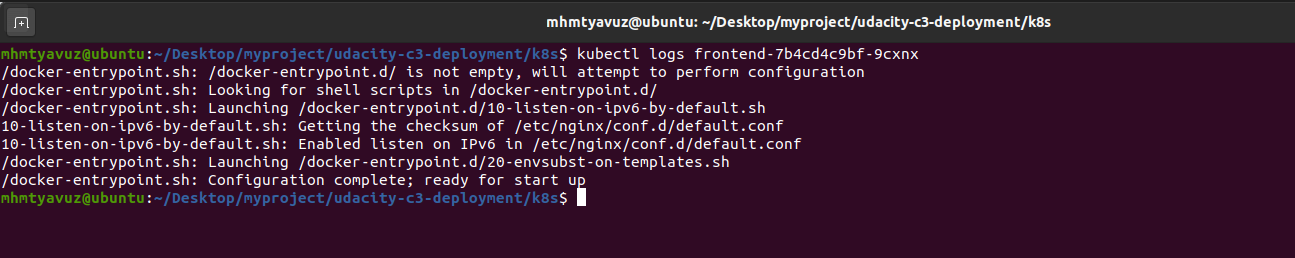 mhmtyavuz@ubuntu: ~/Desktop/myproject/udacity-c3-deployment/k8s
mhmtyavuz@ubuntu:~/Desktop/myproject/udacity-c3-deployment/k8s$ kubectl logs frontend-7b4cd4c9bf-9cxnx
/docker-entrypoint.sh: /docker-entrypoint.d/ is not empty, will attempt to perform configuration
/docker-entrypoint.sh: Looking for shell scripts in /docker-entrypoint.d/
/docker-entrypoint.sh: Launching /docker-entrypoint.d/10-listen-on-ipv6-by-default.sh
10-listen-on-ipv6-by-default.sh: Getting the checksum of /etc/nginx/conf.d/default.conf
10-listen-on-ipv6-by-default.sh: Enabled listen on IPv6 in /etc/nginx/conf.d/default.conf
/docker-entrypoint.sh: Launching /docker-entrypoint.d/20-envsubst-on-templates.sh
/docker-entrypoint.sh: Configuration complete; ready for start up
mhmtyavuz@ubuntu:~/Desktop/myproject/udacity-c3-deployment/k8s$